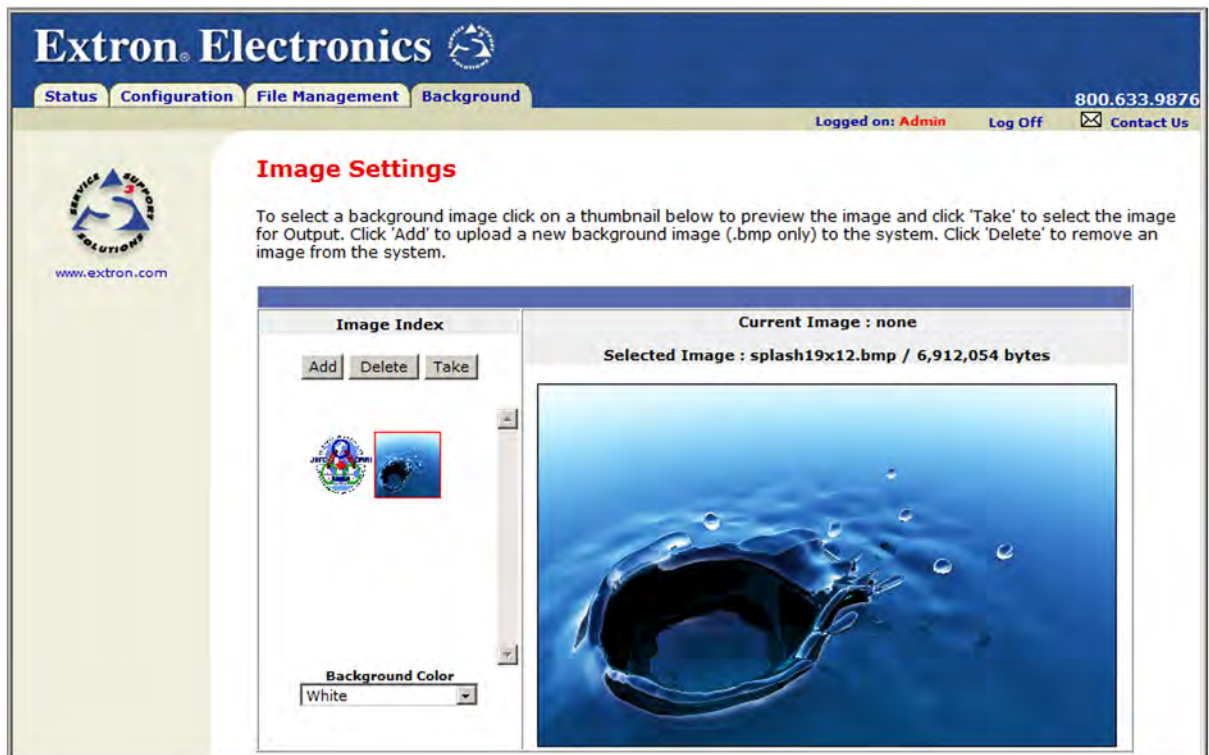 Extron® Electronics
Status Configuration File Management Background
800.633.9876
Logged on: Admin Log Off Contact Us
SERVICE SUPPORT SOLUTIONS
3
www.extron.com
Image Settings
To select a background image click on a thumbnail below to preview the image and click 'Take' to select the image
for Output. Click 'Add' to upload a new background image (.bmp only) to the system. Click 'Delete' to remove an
image from the system.
Image Index
Add Delete Take
Background Color
White
Current Image : none
Selected Image : splash19x12.bmp / 6,912,054 bytes